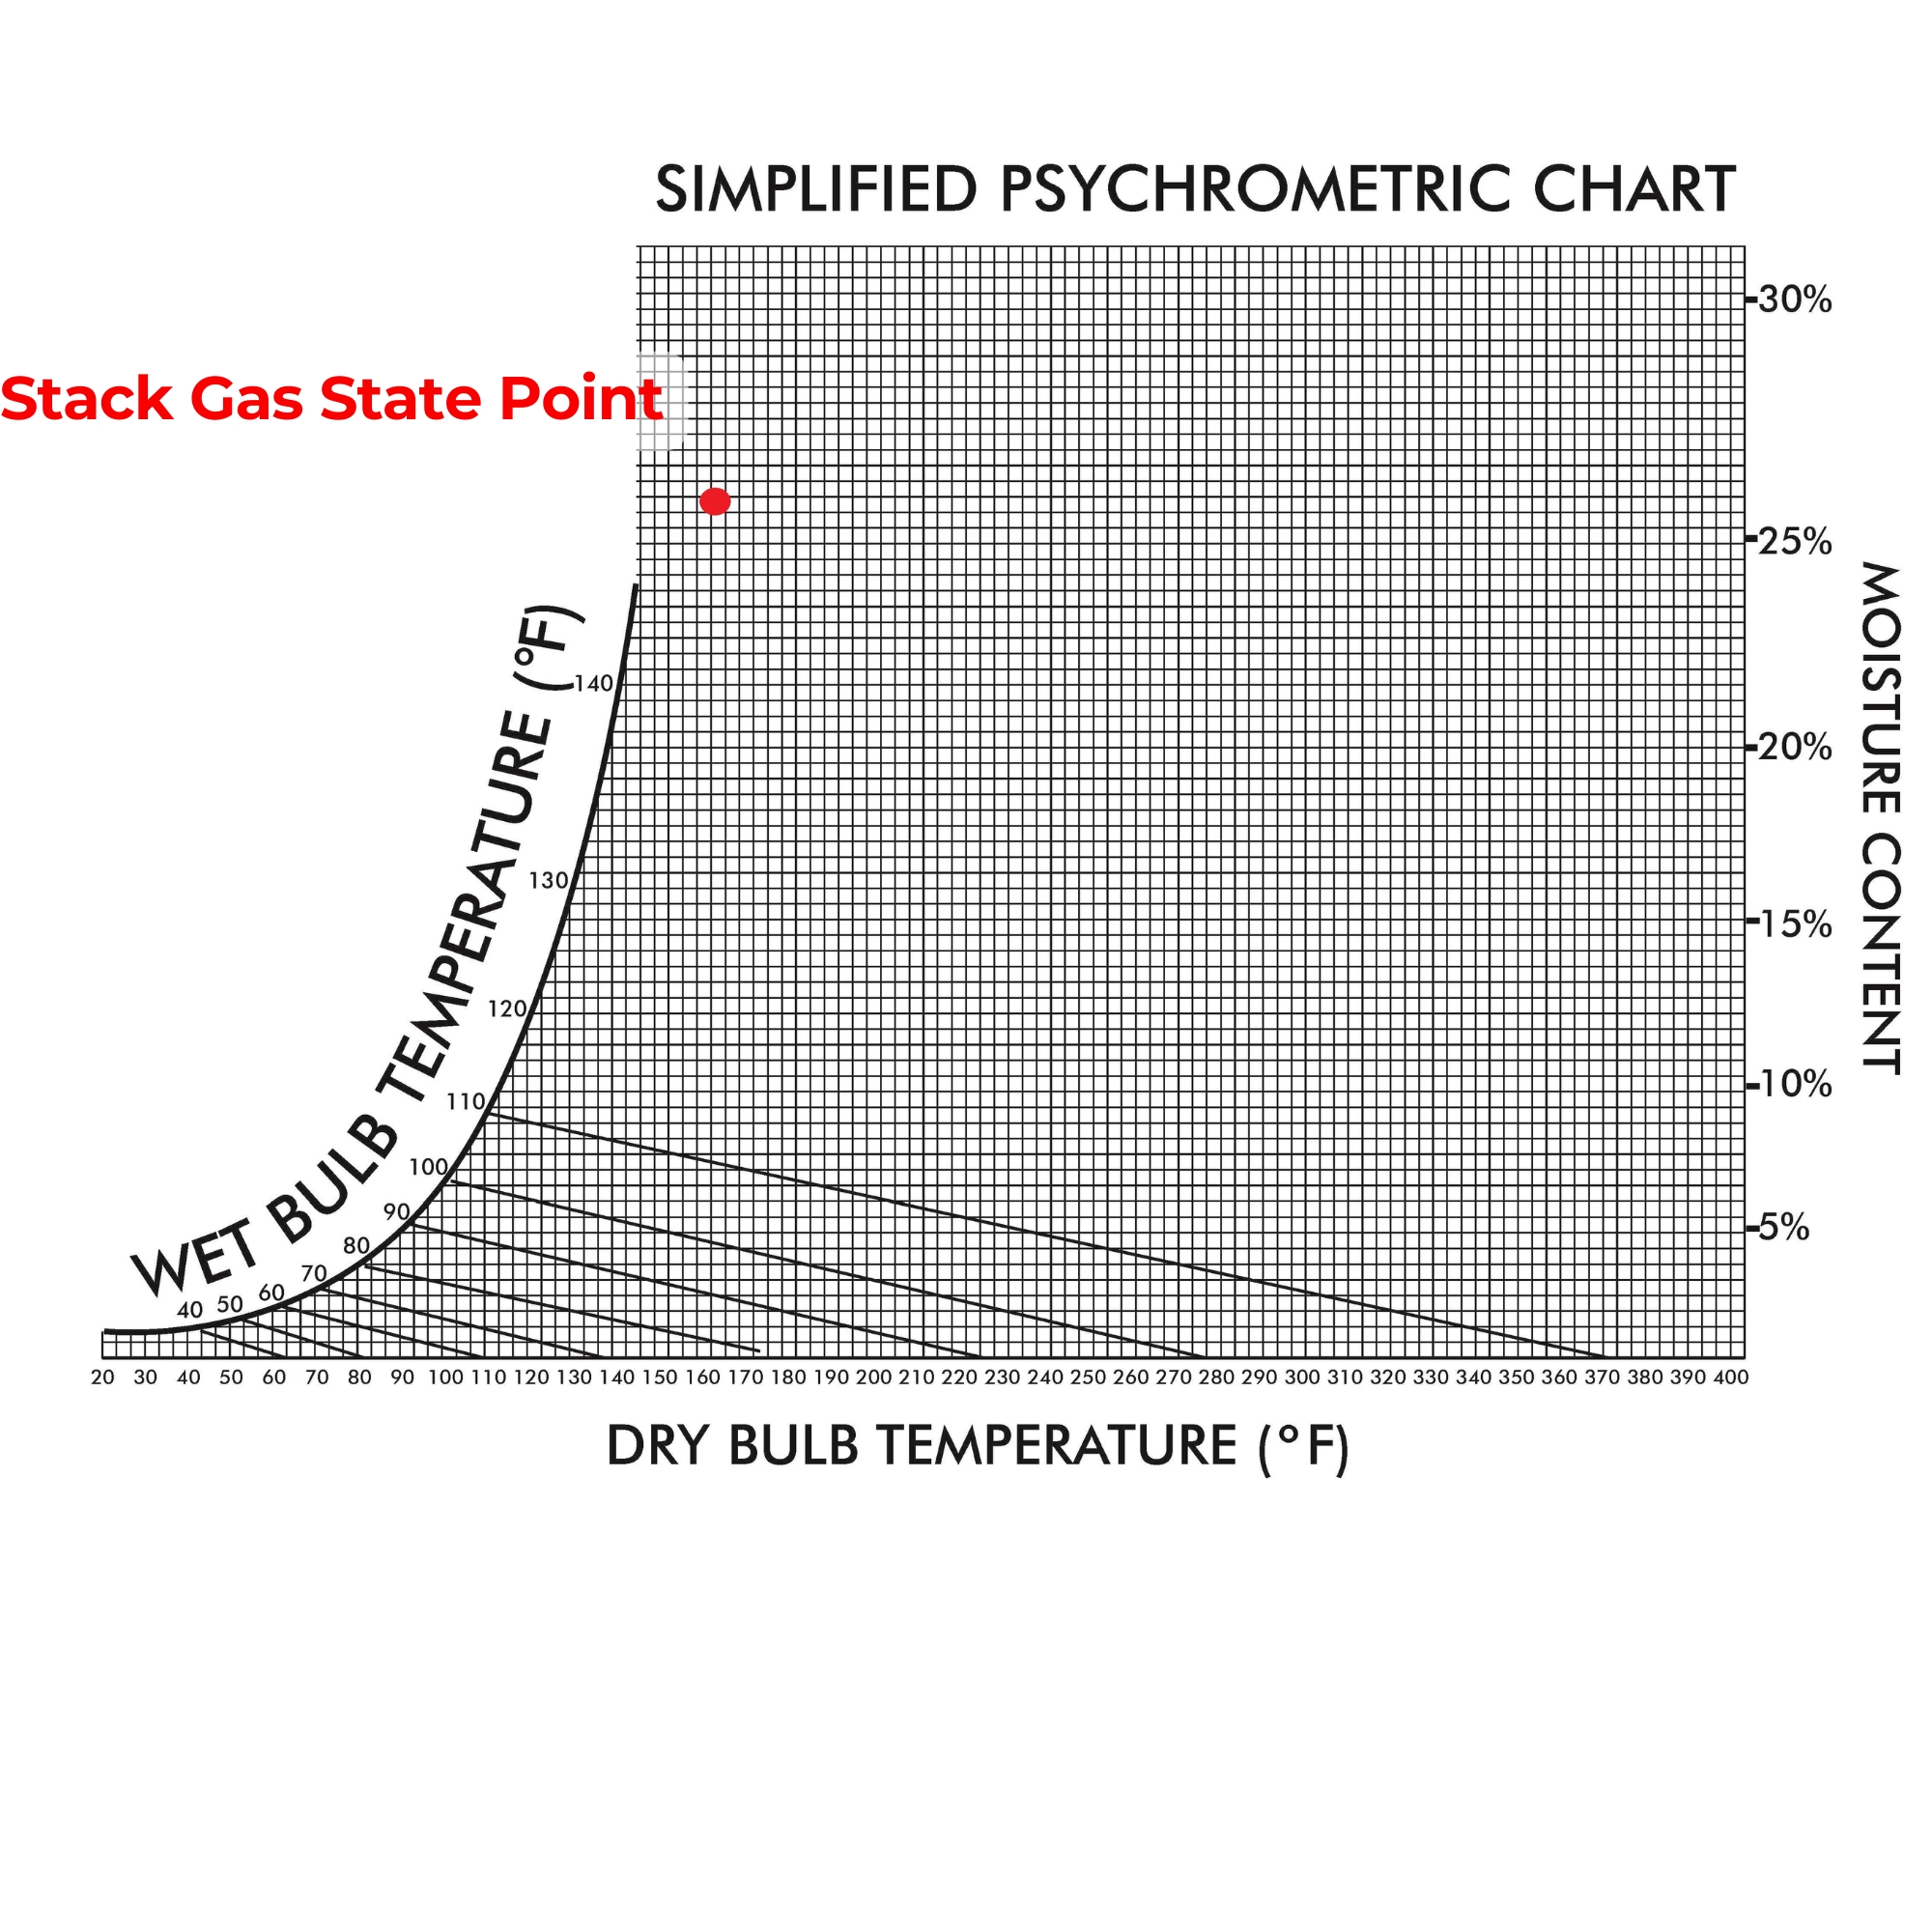 SIMPLIFIED PSYCHROMETRIC CHART
30%
Stack Gas State Point
25%
20%
15%
10%
5%
MOISTURE CONTENT
WET BULB TEMPERATURE (°F)
140
130
120
110
100
90
80
70
60
50
40
20 30 40 50 60 70 80 90 100 110 120 130 140 150 160 170 180 190 200 210 220 230 240 250 260 270 280 290 300 310 320 330 340 350 360 370 380 390 400
DRY BULB TEMPERATURE (°F)